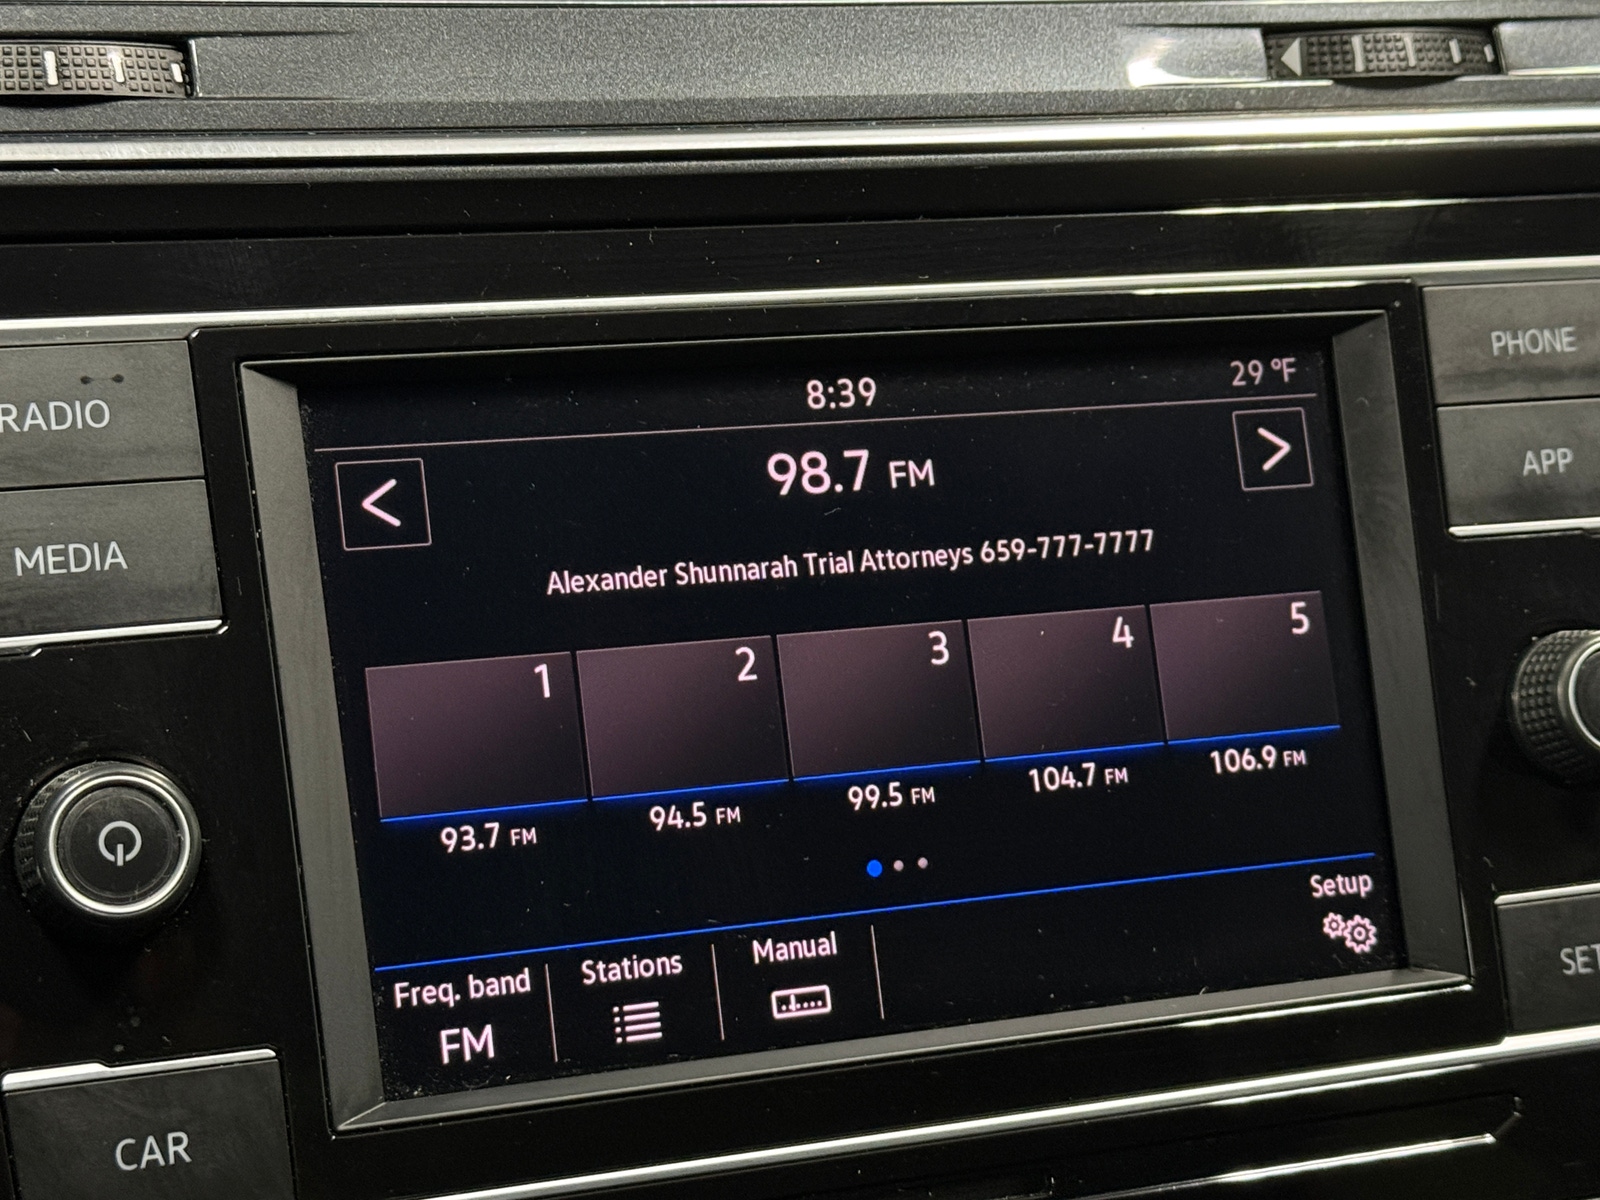 RADIO
MEDIA
CAR
8:39
29 °F
98.7 FM
Alexander Shunnarah Trial Attorneys 659-777-7777
1
2
3
4
5
93.7 FM
94.5 FM
99.5 FM
104.7 FM
106.9 FM
Freq. band
FM
Stations
Manual
Setup
PHONE
APP
SET